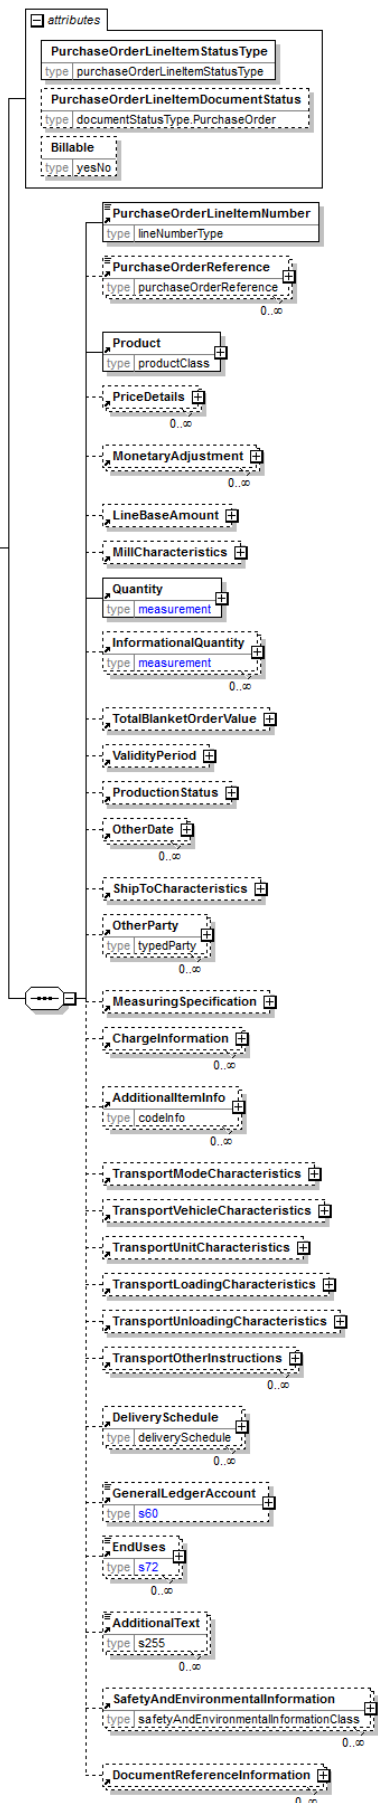 attributes
PurchaseOrderLineItemStatusType
type purchaseOrderLineItemStatusType
PurchaseOrderLineItemDocumentStatus
type documentStatusType.PurchaseOrder
Billable
type yesNo
PurchaseOrderLineItemNumber
type lineNumberType
PurchaseOrderReference
type purchaseOrderReference
0..∞
Product
type productClass
PriceDetails
0..∞
MonetaryAdjustment
0..∞
LineBaseAmount
MillCharacteristics
Quantity
type measurement
InformationalQuantity
type measurement
0..∞
TotalBlanketOrderValue
ValidityPeriod
ProductionStatus
OtherDate
0..∞
ShipToCharacteristics
OtherParty
type typedParty
0..∞
MeasuringSpecification
ChargeInformation
0..∞
AdditionalItemInfo
type codeInfo
0..∞
TransportModeCharacteristics
TransportVehicleCharacteristics
TransportUnitCharacteristics
TransportLoadingCharacteristics
TransportUnloadingCharacteristics
TransportOtherInstructions
0..∞
DeliverySchedule
type deliverySchedule
0..∞
GeneralLedgerAccount
type s60
EndUses
type s72
0..∞
AdditionalText
type s255
0..∞
SafetyAndEnvironmentalInformation
type safetyAndEnvironmentalInformationClass
0..∞
DocumentReferenceInformation
0..∞